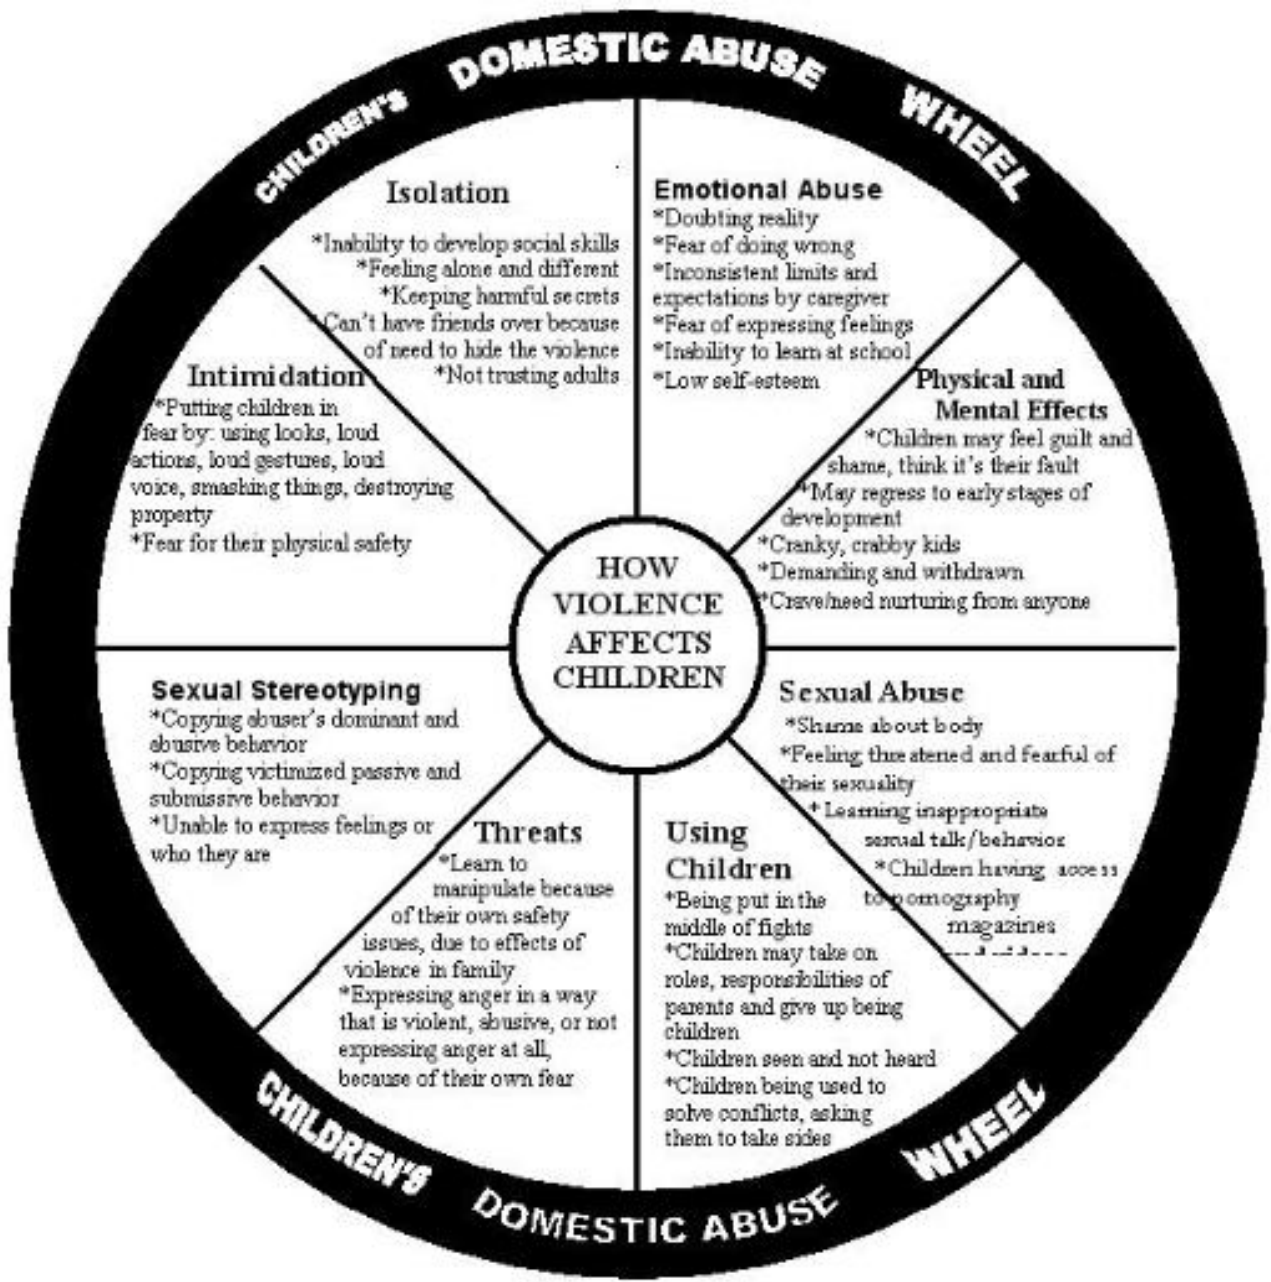 CHILDREN'S DOMESTIC ABUSE WHEEL
Isolation
*Inability to develop social skills
*Feeling alone and different
*Keeping harmful secrets
*Can't have friends over because
of need to hide the violence
*Not trusting adults
Emotional Abuse
*Doubting reality
*Fear of doing wrong
*Inconsistent limits and
expectations by caregiver
*Fear of expressing feelings
*Inability to learn at school
*Low self-esteem
Physical and
Mental Effects
*Children may feel guilt and
shame, think it's their fault
*May regress to early stages of
development
*Cranky, crabby kids
*Demanding and withdrawn
*Crave/need nurturing from anyone
Sexual Abuse
*Shame about body
*Feeling threatened and fearful of
their sexuality
* Learning inappropriate
sexual talk/behavior
*Children having access
to pornography
magazines
Using
Children
*Being put in the
middle of fights
*Children may take on
roles, responsibilities of
parents and give up being
children
*Children seen and not heard
*Children being used to
solve conflicts, asking
them to take sides
Threats
*Learn to
manipulate because
of their own safety
issues, due to effects of
violence in family
*Expressing anger in a way
that is violent, abusive, or not
expressing anger at all,
because of their own fear
Sexual Stereotyping
*Copying abuser's dominant and
abusive behavior
*Copying victimized passive and
submissive behavior
*Unable to express feelings or
who they are
Intimidation
*Putting children in
fear by: using looks, loud
actions, loud gestures, loud
voice, smashing things, destroying
property
*Fear for their physical safety
HOW
VIOLENCE
AFFECTS
CHILDREN
CHILDREN'S DOMESTIC ABUSE WHEEL